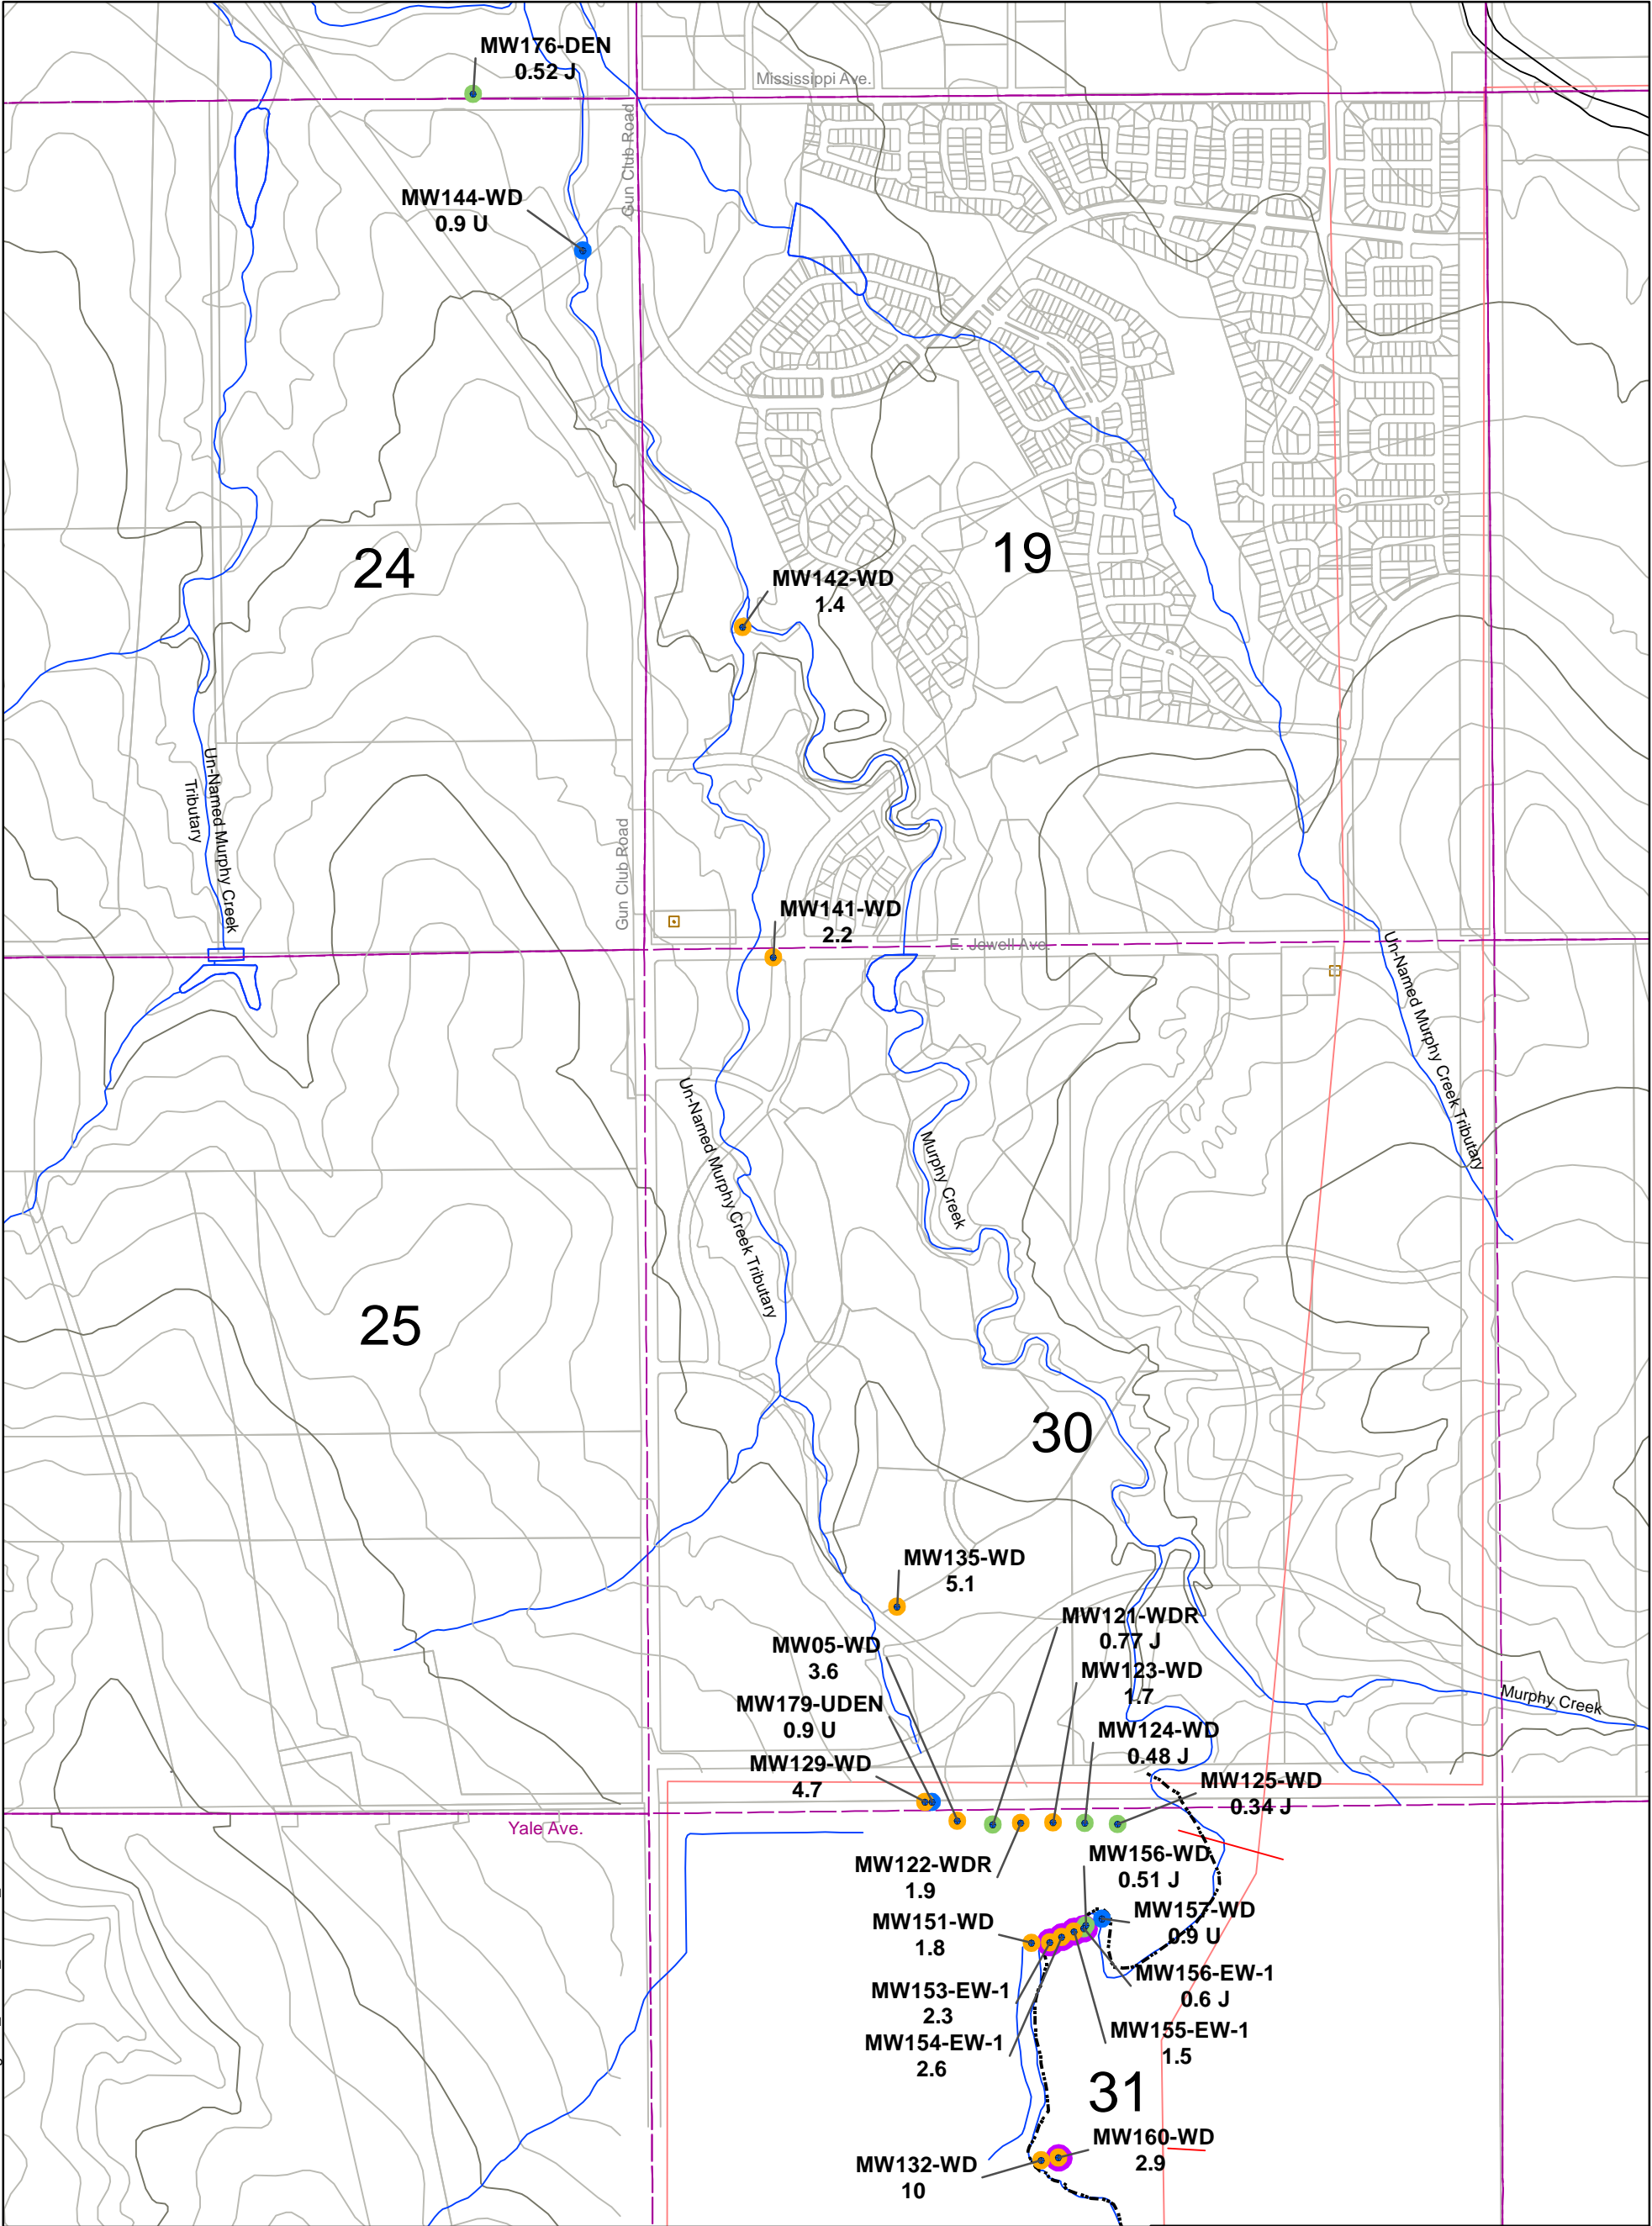 MW176-DEN
0.52 J
Mississippi Ave.
Gun Club Road
MW144-WD
0.9 U
24
19
MW142-WD
1.4
Un-Named Murphy Creek
Tributary
Gun Club Road
MW141-WD
2.2
E. Jewell Ave.
Un-Named Murphy Creek Tributary
Un-Named Murphy Creek Tributary
Murphy Creek
25
30
MW135-WD
5.1
MW121-WDR
0.77 J
MW05-WD
3.6
MW123-WD
1.7
MW179-UDEN
0.9 U
Murphy Creek
MW124-WD
0.48 J
MW129-WD
4.7
MW125-WD
0.34 J
Yale Ave.
MW122-WDR
1.9
MW156-WD
0.51 J
MW151-WD
1.8
MW157-WD
0.9 U
MW153-EW-1
2.3
MW156-EW-1
0.6 J
MW154-EW-1
2.6
MW155-EW-1
1.5
31
MW160-WD
2.9
MW132-WD
10